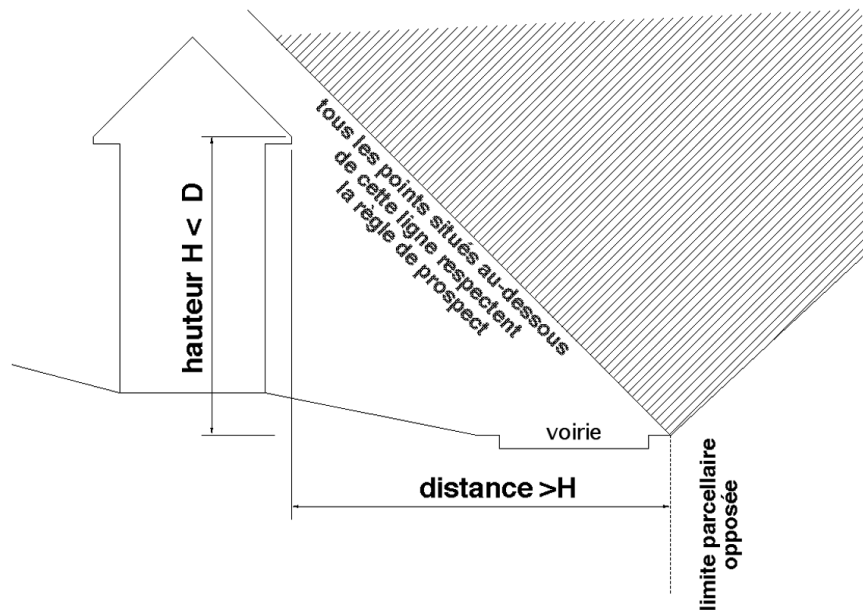 tous les points situés au-dessous
de cette ligne respectent
la règle de prospect
hauteur H < D
voirie
distance >H
limite parcellaire
opposée